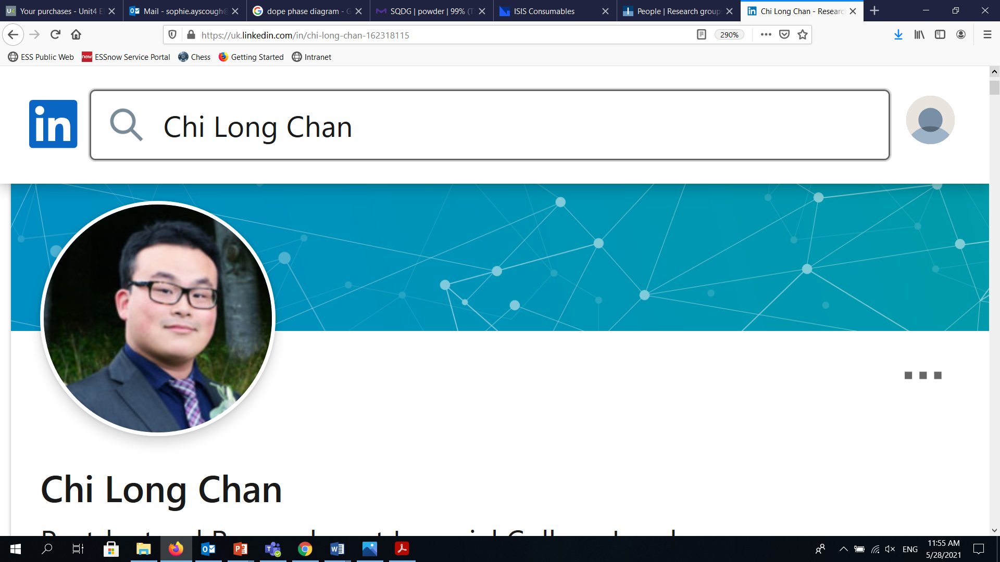 Your purchases - Unit4 E
Mail - sophie.ayscough@
dope phase diagram - G
SQDG | powder | 99% (T
ISIS Consumables
People | Research group
Chi Long Chan - Researc
https://uk.linkedin.com/in/chi-long-chan-162318115
290%
ESS Public Web
now
ESSnow Service Portal
Chess
Getting Started
Intranet
in
Chi Long Chan
Chi Long Chan
11:55 AM
ENG
5/28/2021